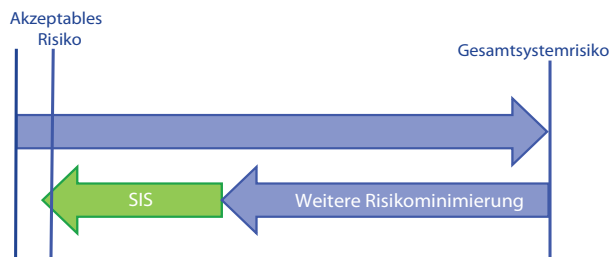 Akzeptables
Risiko
Gesamtsystemrisiko
SIS
Weitere Risikominimierung